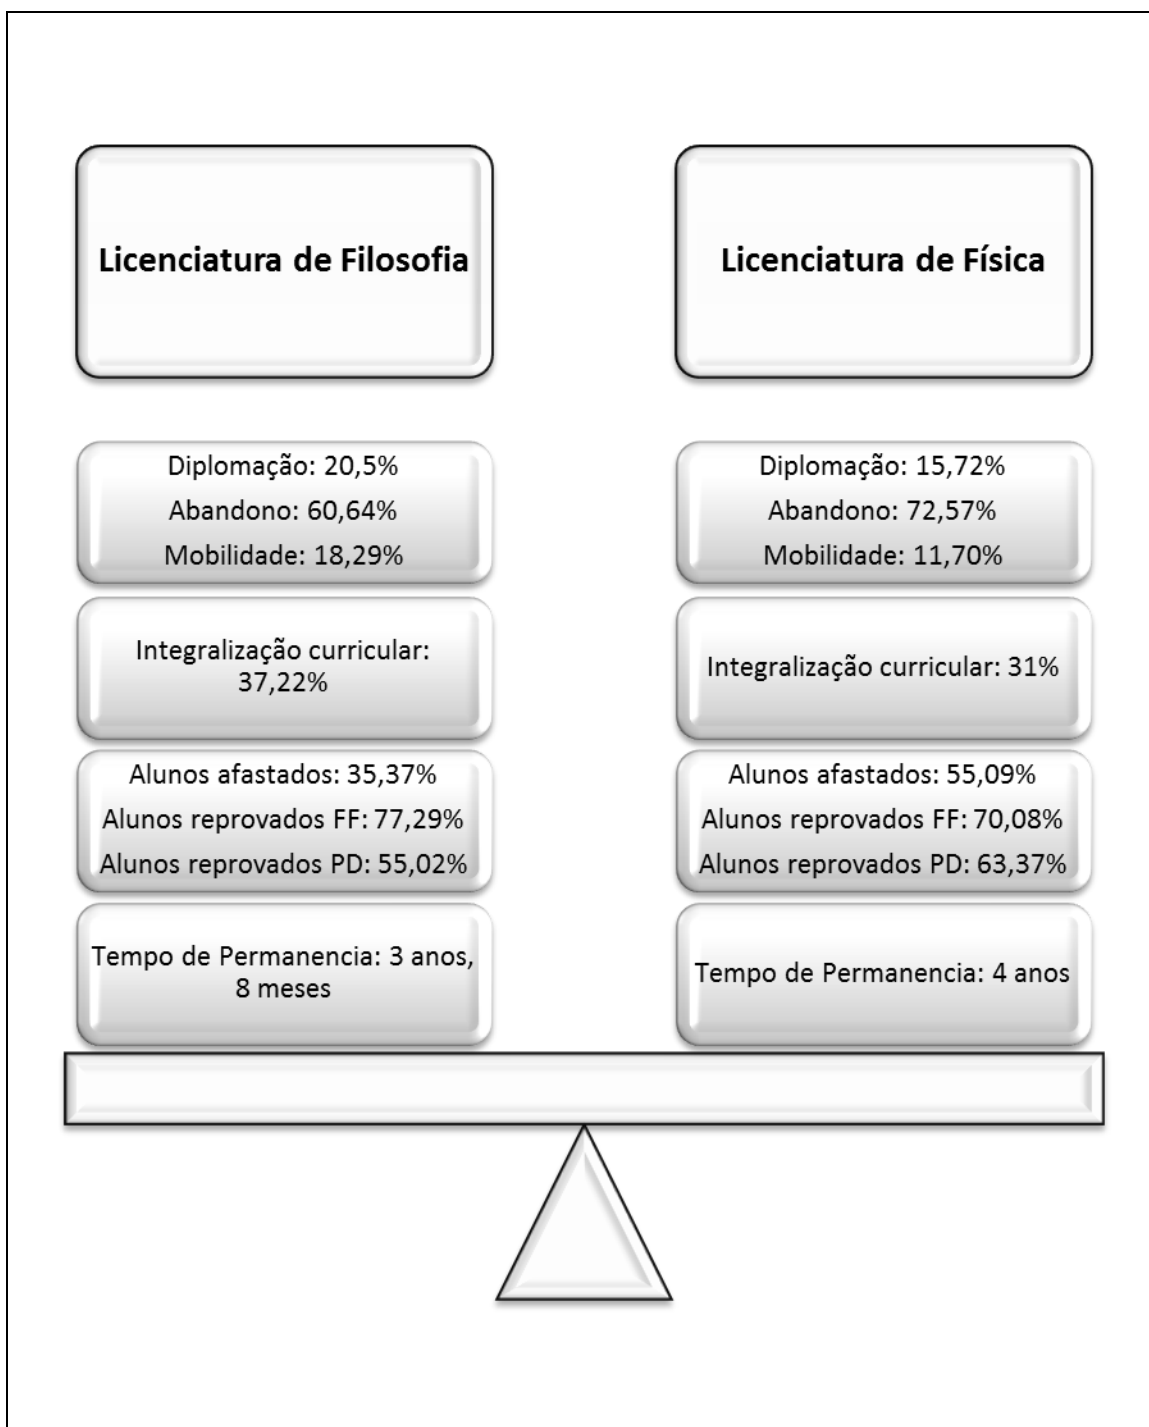 Licenciatura de Filosofia
Diplomação: 20,5%
Abandono: 60,64%
Mobilidade: 18,29%
Integralização curricular:
37,22%
Alunos afastados: 35,37%
Alunos reprovados FF: 77,29%
Alunos reprovados PD: 55,02%
Tempo de Permanencia: 3 anos,
8 meses
Licenciatura de Física
Diplomação: 15,72%
Abandono: 72,57%
Mobilidade: 11,70%
Integralização curricular: 31%
Alunos afastados: 55,09%
Alunos reprovados FF: 70,08%
Alunos reprovados PD: 63,37%
Tempo de Permanencia: 4 anos